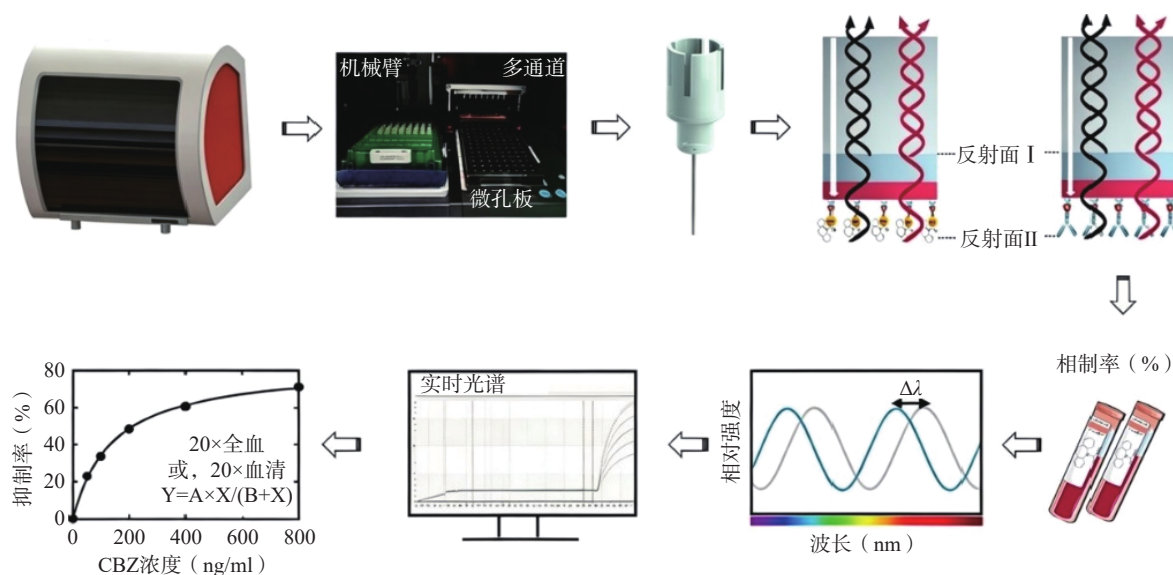 机械臂
多通道
微孔板
反射面 I
反射面II
相制率（%）
Δλ
相对强度
波长（nm）
实时光谱
抑制率（%）
80
60
40
20
0
20×全血
或，20×血清
Y=A×X/(B+X)
0
200
400
600
800
CBZ浓度（ng/ml）